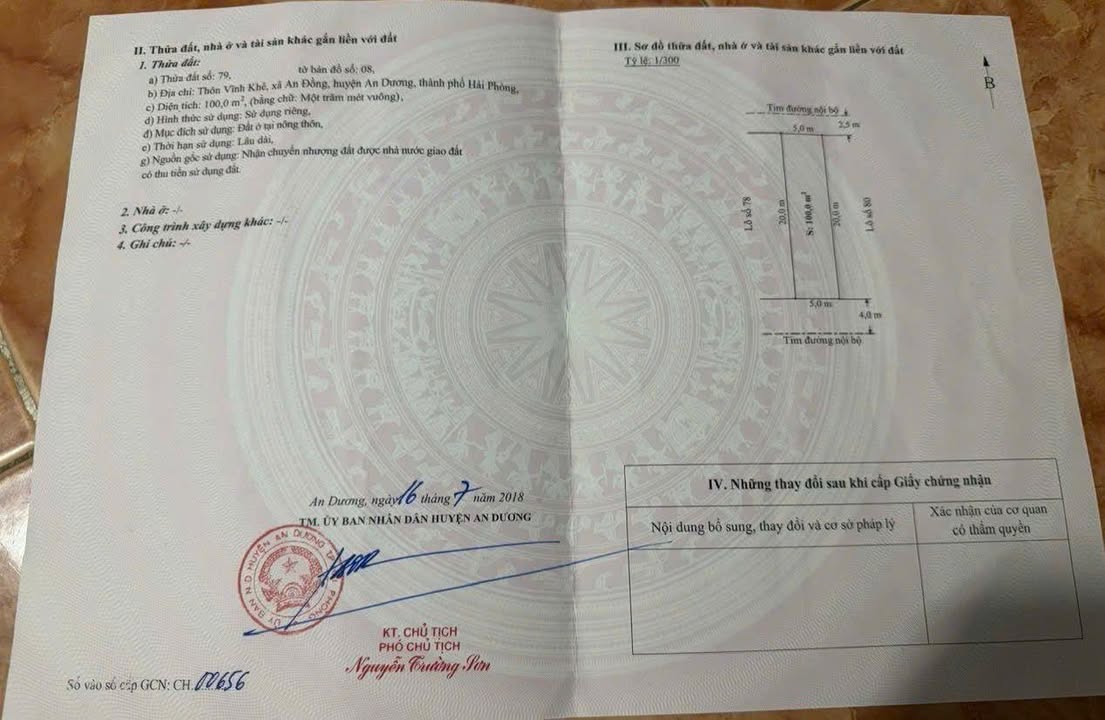 II. Thửa đất, nhà ở và tài sản khác gắn liền với đất
1. Thửa đất:
a) Thửa đất số: 79, tờ bản đồ số: 08,
b) Địa chỉ: Thôn Vĩnh Khê, xã An Đồng, huyện An Dương, thành phố Hải Phòng,
c) Diện tích: 100,0 m², (bằng chữ: Một trăm mét vuông),
d) Hình thức sử dụng: Sử dụng riêng,
đ) Mục đích sử dụng: Đất ở tại nông thôn,
e) Thời hạn sử dụng: Lâu dài,
g) Nguồn gốc sử dụng: Nhận chuyển nhượng đất được nhà nước giao đất
có thu tiền sử dụng đất.
2. Nhà ở: -/-
3. Công trình xây dựng khác: -/-
4. Ghi chú: -/-
An Dương, ngày 16 tháng 7 năm 2018
TM. ỦY BAN NHÂN DÂN HUYỆN AN DƯƠNG
ỦY BAN N.D HUYỆN AN DƯƠNG
PHÒNG
KT. CHỦ TỊCH
PHÓ CHỦ TỊCH
Nguyễn Trường Sơn
Số vào sổ cấp GCN: CH.00656
III. Sơ đồ thửa đất, nhà ở và tài sản khác gắn liền với đất
Tỷ lệ: 1/300
B
Tim đường nội bộ
5,0 m
2,5 m
Lô số 78
20,0 m
S: 100,0 m²
20,0 m
Lô số 80
5,0 m
4,0 m
Tim đường nội bộ
IV. Những thay đổi sau khi cấp Giấy chứng nhận
Nội dung bổ sung, thay đổi và cơ sở pháp lý
Xác nhận của cơ quan
có thẩm quyền